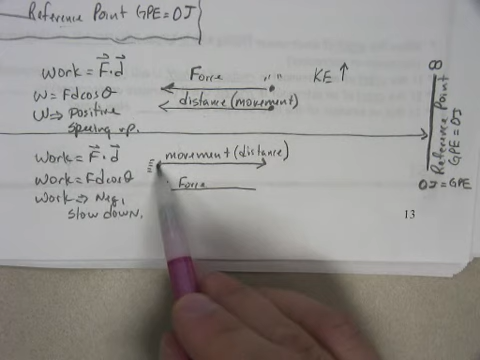 Reference Point GPE=0J
Work = F·d
W=Fdcosθ
W⇒ Positive
speeding up.
Force
distance (movement)
KE ↑
Work = F·d
Work = Fdcosθ
Work ⇒ Neg,
slow down.
movement (distance)
Force
∞
Reference Point
GPE=0J
0J = GPE
13